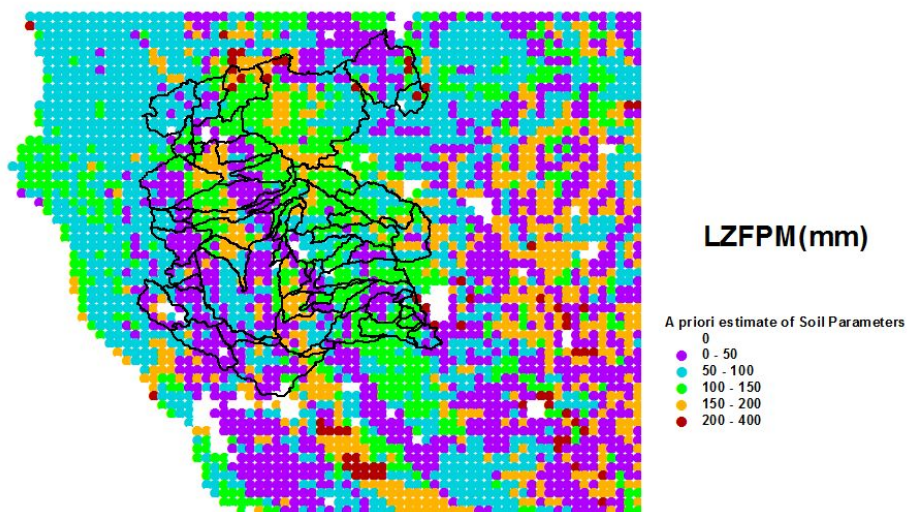 LZFPM(mm)
A priori estimate of Soil Parameters
0
0 - 50
50 - 100
100 - 150
150 - 200
200 - 400